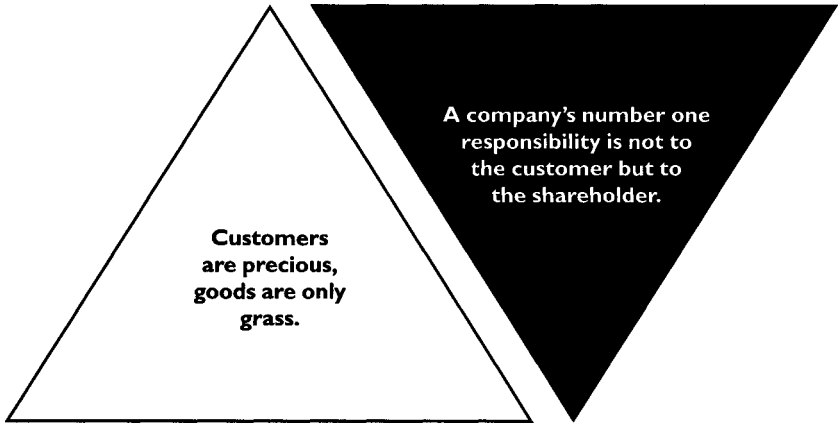 Customers
are precious,
goods are only
grass.
A company's number one
responsibility is not to
the customer but to
the shareholder.